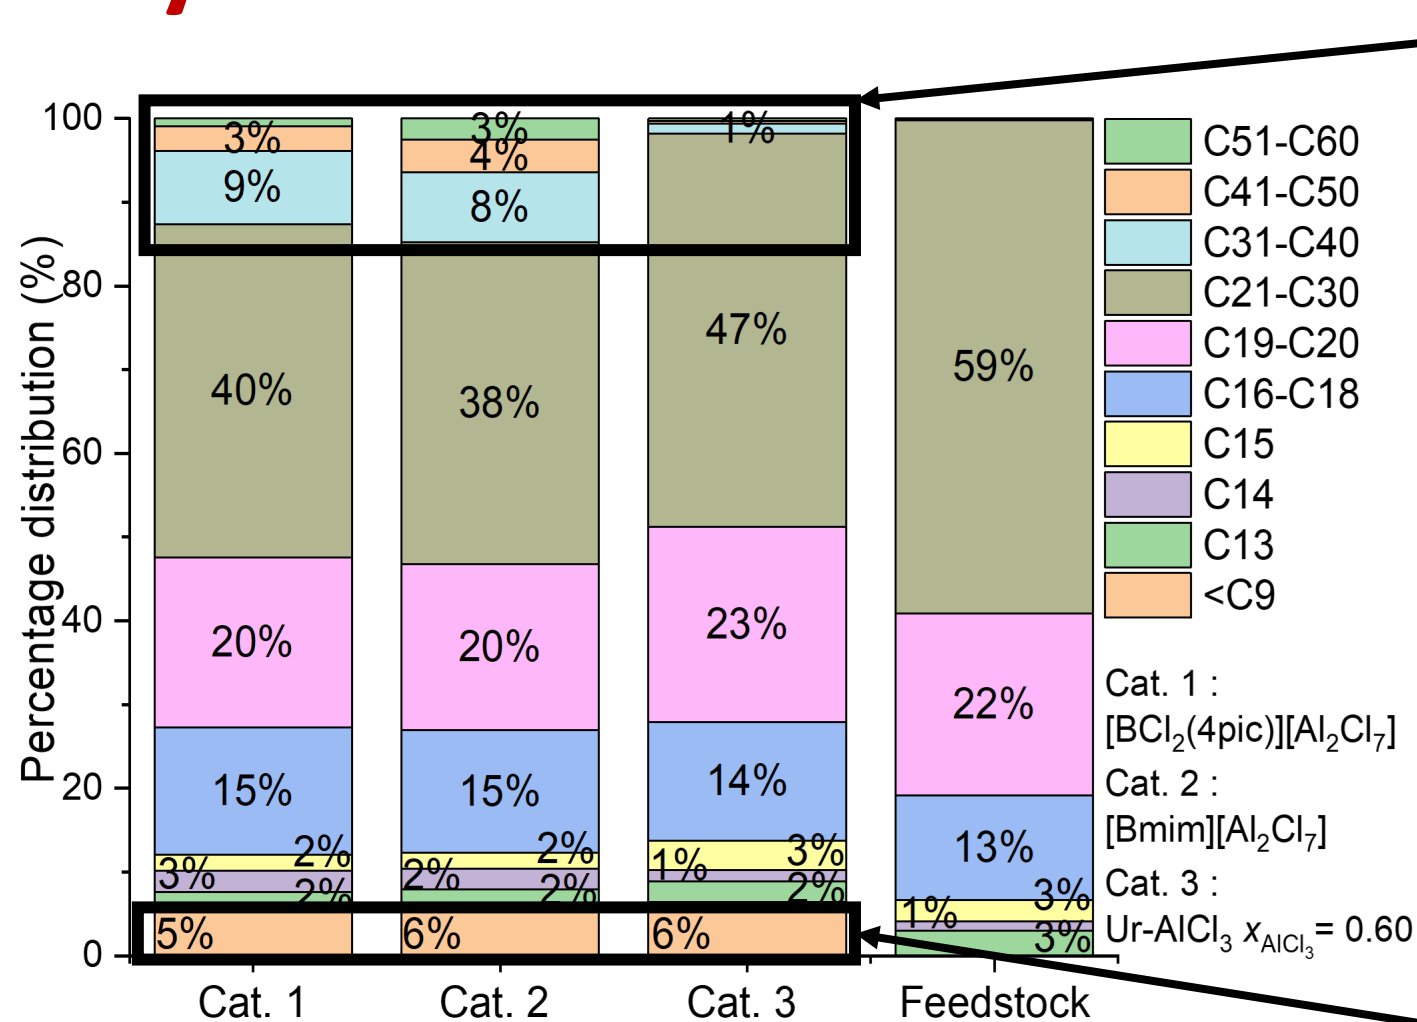 100
80
60
40
20
0
Percentage distribution (%)
3%
9%
40%
20%
15%
2%
3%
2%
5%
3%
4%
8%
38%
20%
15%
2%
2%
2%
6%
1%
47%
23%
14%
3%
1%
2%
6%
59%
22%
13%
3%
1%
3%
Cat. 1
Cat. 2
Cat. 3
Feedstock
C51-C60
C41-C50
C31-C40
C21-C30
C19-C20
C16-C18
C15
C14
C13
<C9
Cat. 1 :
[BCl₂(4pic)][Al₂Cl₇]
Cat. 2 :
[Bmim][Al₂Cl₇]
Cat. 3 :
Ur-AlCl₃ x_AlCl₃= 0.60